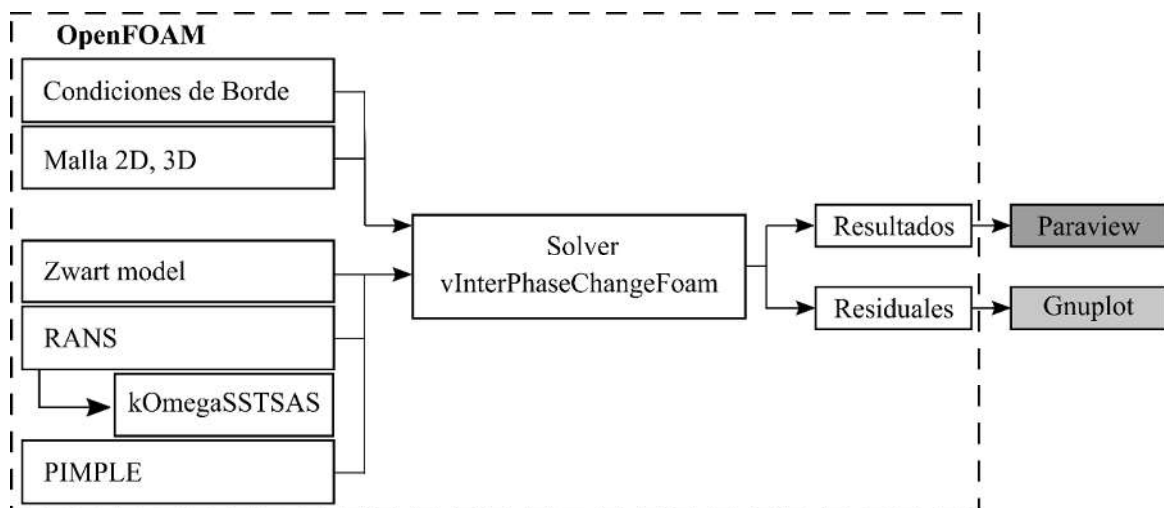 OpenFOAM
Condiciones de Borde
Malla 2D, 3D
Zwart model
RANS
kOmegaSSTSAS
PIMPLE
Solver
vInterPhaseChangeFoam
Resultados
Residuales
Paraview
Gnuplot